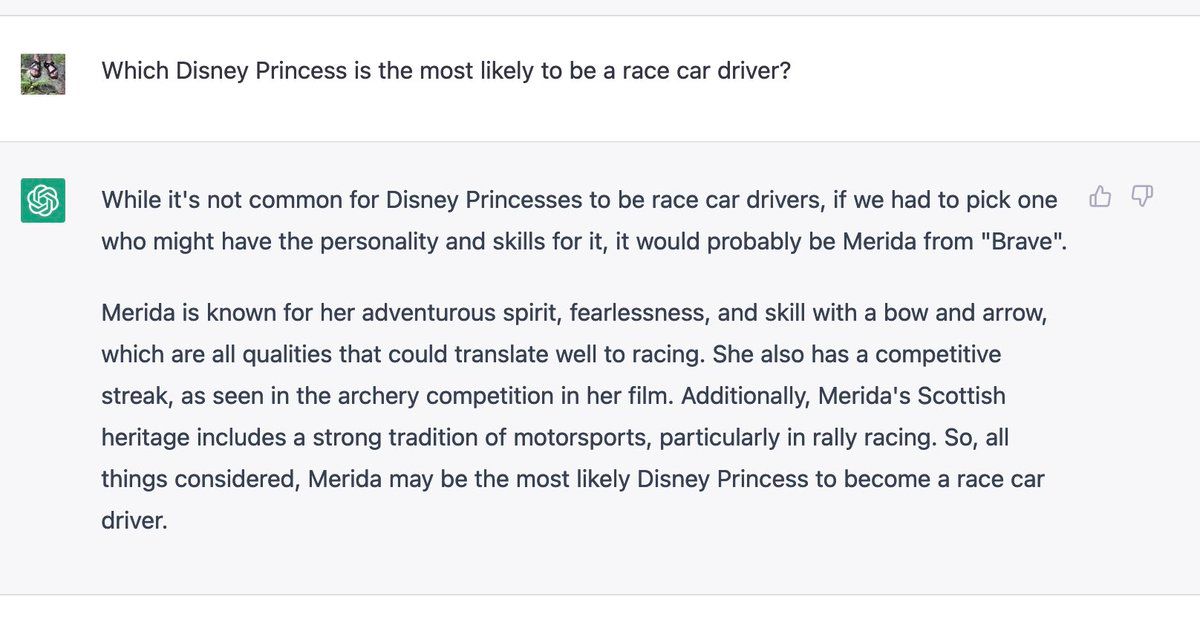 Which Disney Princess is the most likely to be a race car driver?
While it's not common for Disney Princesses to be race car drivers, if we had to pick one
who might have the personality and skills for it, it would probably be Merida from "Brave".
Merida is known for her adventurous spirit, fearlessness, and skill with a bow and arrow,
which are all qualities that could translate well to racing. She also has a competitive
streak, as seen in the archery competition in her film. Additionally, Merida's Scottish
heritage includes a strong tradition of motorsports, particularly in rally racing. So, all
things considered, Merida may be the most likely Disney Princess to become a race car
driver.